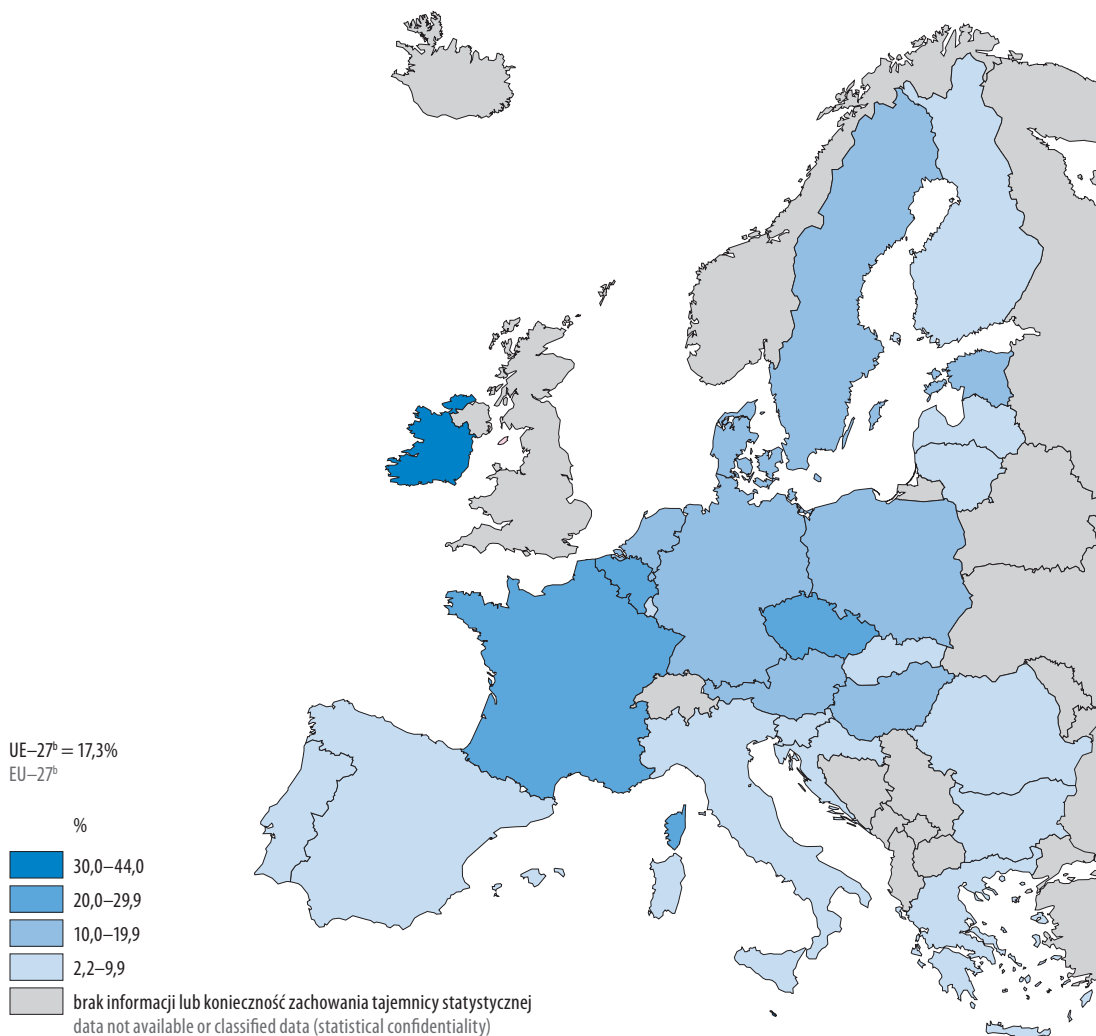 UE–27ᵇ = 17,3%
EU–27ᵇ
%
30,0–44,0
20,0–29,9
10,0–19,9
2,2–9,9
brak informacji lub konieczność zachowania tajemnicy statystycznej
data not available or classified data (statistical confidentiality)